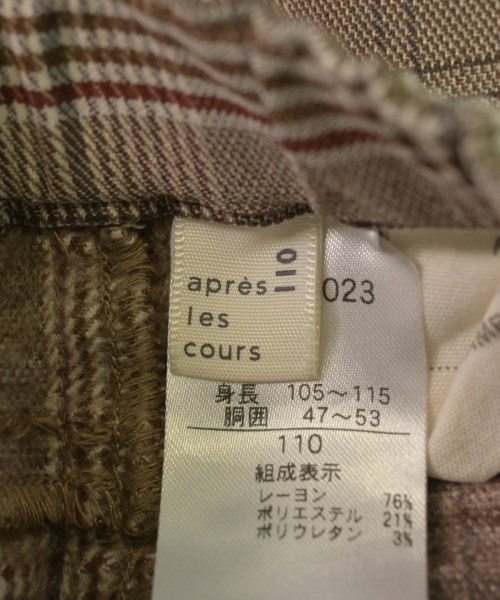 110
après
les
cours
023
身長 105～115
胴囲 47～53
110
組成表示
レーヨン 76%
ポリエステル 21%
ポリウレタン 3%